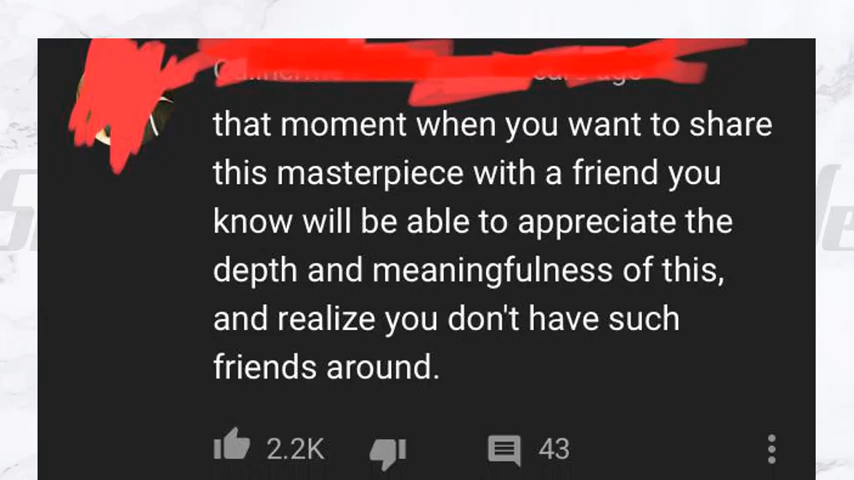 that moment when you want to share
this masterpiece with a friend you
know will be able to appreciate the
depth and meaningfulness of this,
and realize you don't have such
friends around.
2.2K 43